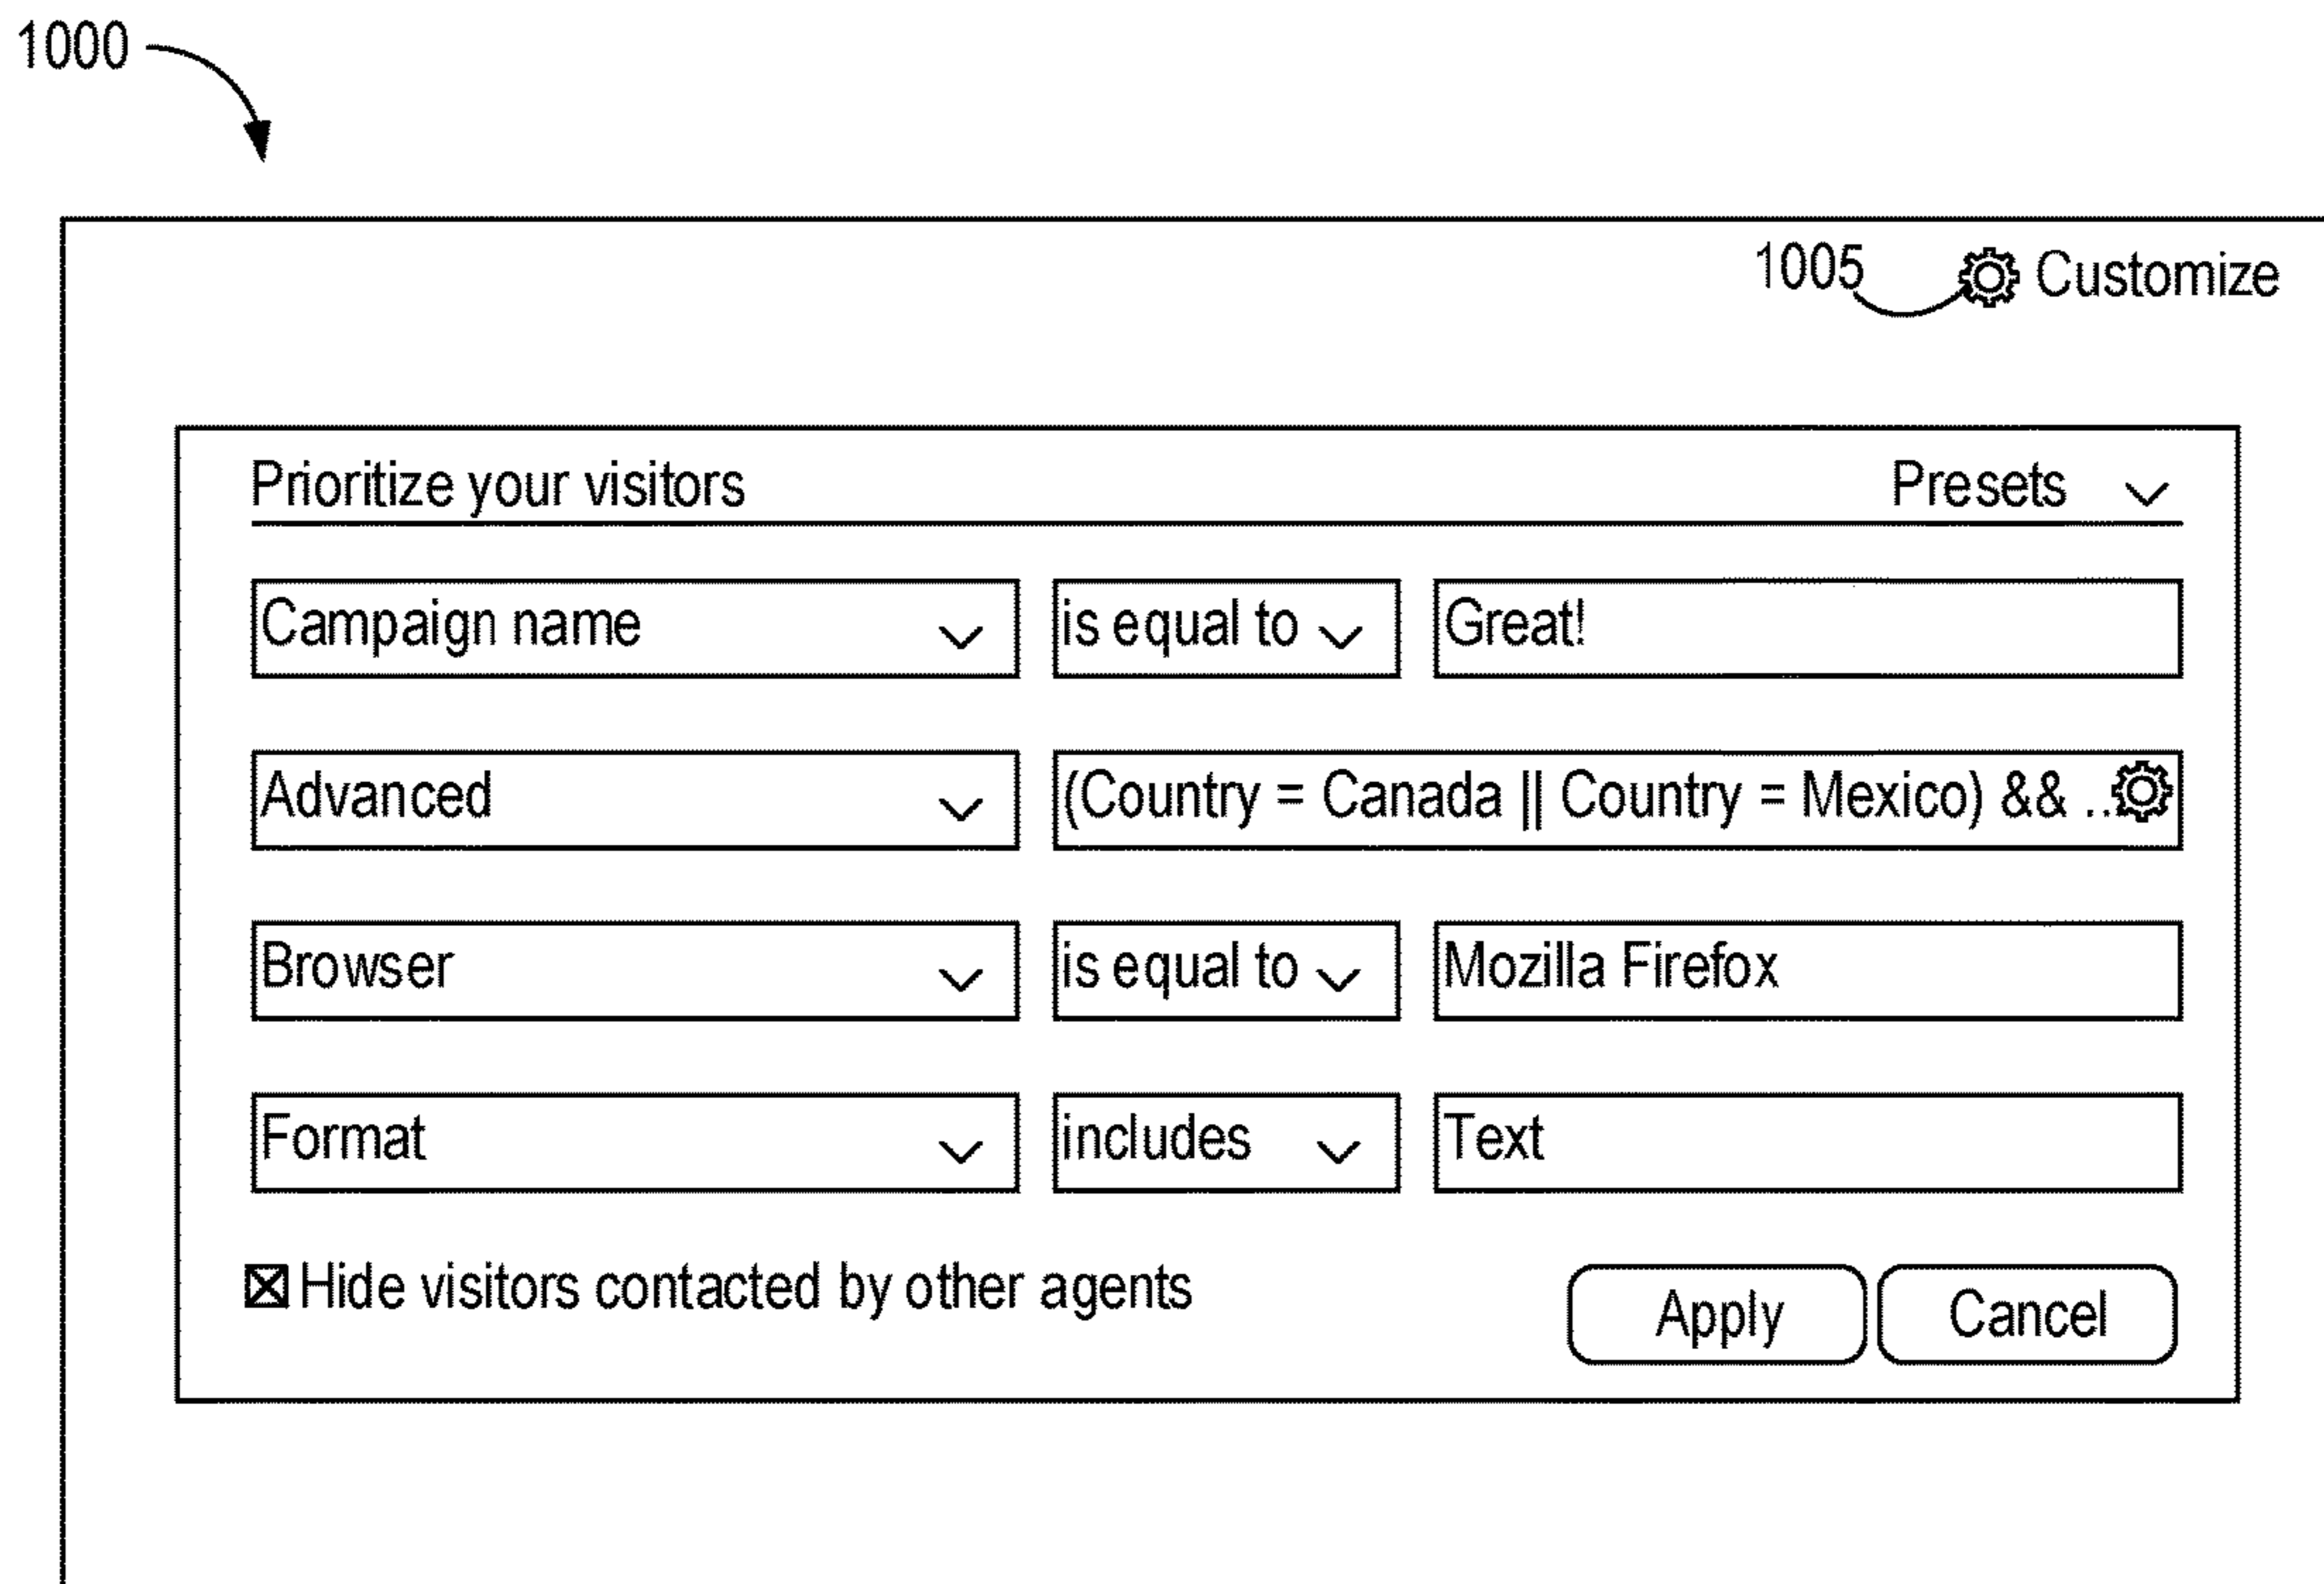 1000
1005 Customize
Prioritize your visitors Presets
Campaign name is equal to Great!
Advanced (Country = Canada || Country = Mexico) && ..
Browser is equal to Mozilla Firefox
Format includes Text
Hide visitors contacted by other agents
Apply Cancel